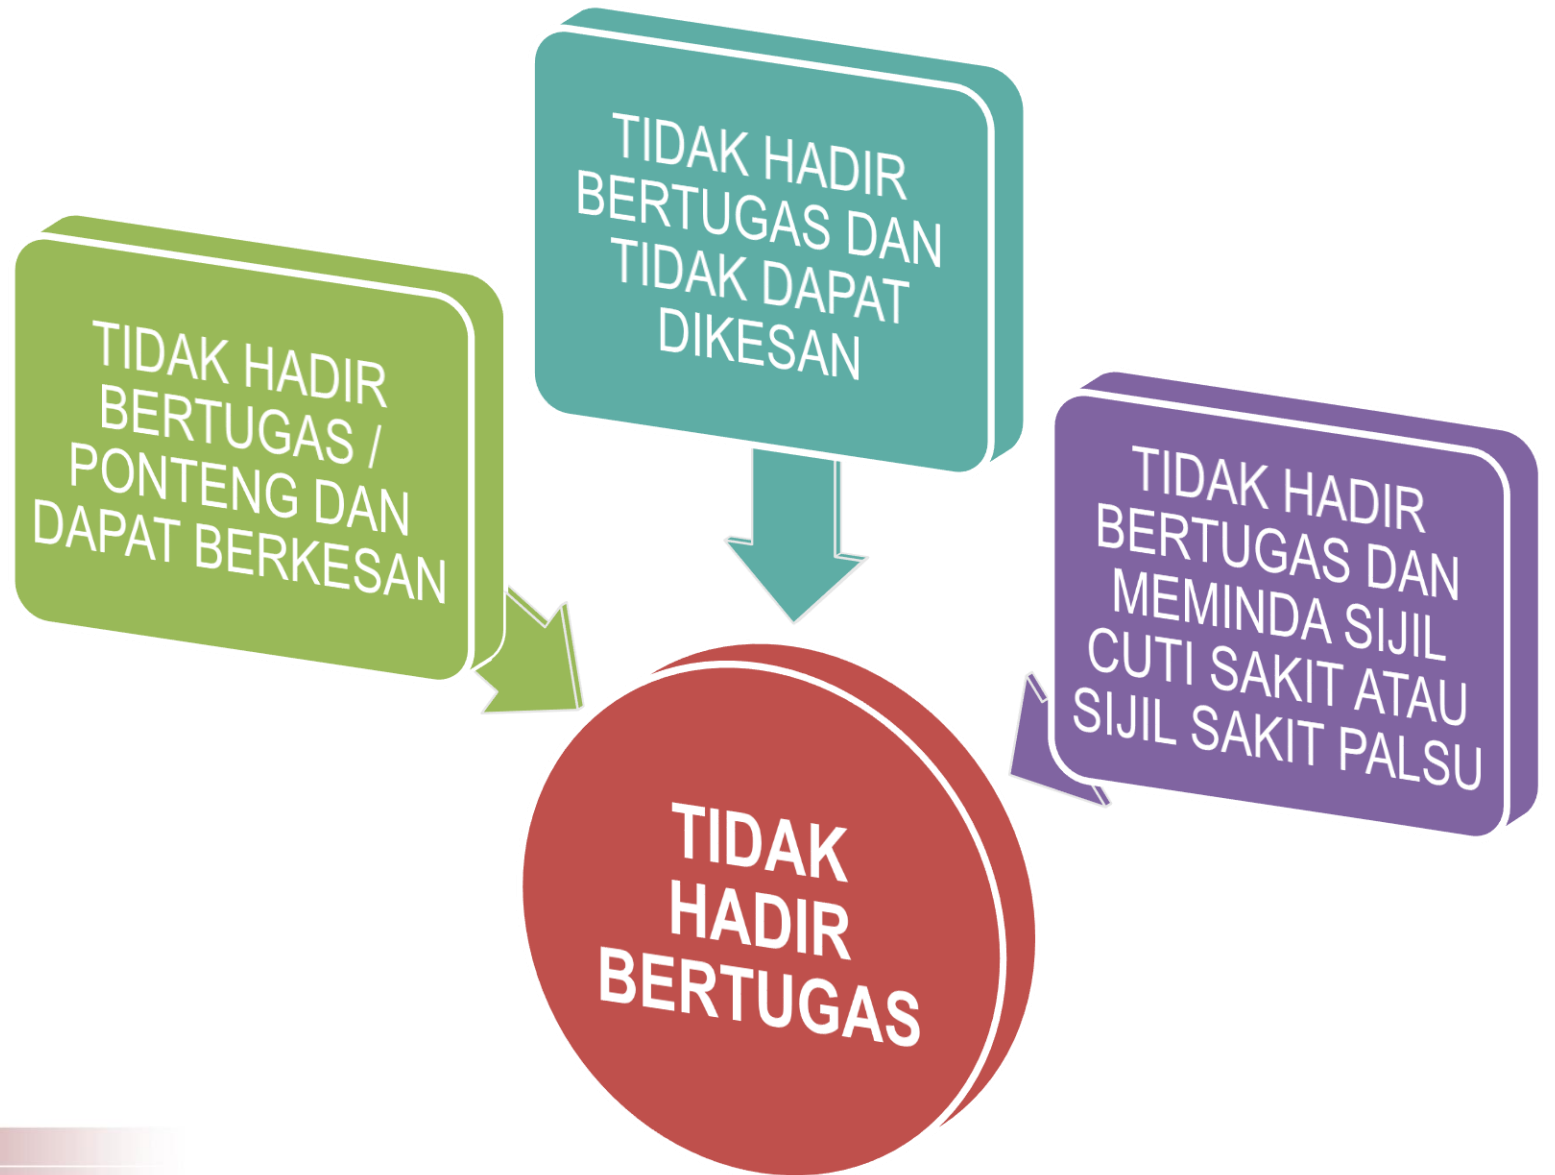 TIDAK HADIR
BERTUGAS /
PONTENG DAN
DAPAT BERKESAN
TIDAK HADIR
BERTUGAS DAN
TIDAK DAPAT
DIKESAN
TIDAK HADIR
BERTUGAS DAN
MEMINDA SIJIL
CUTI SAKIT ATAU
SIJIL SAKIT PALSU
TIDAK
HADIR
BERTUGAS